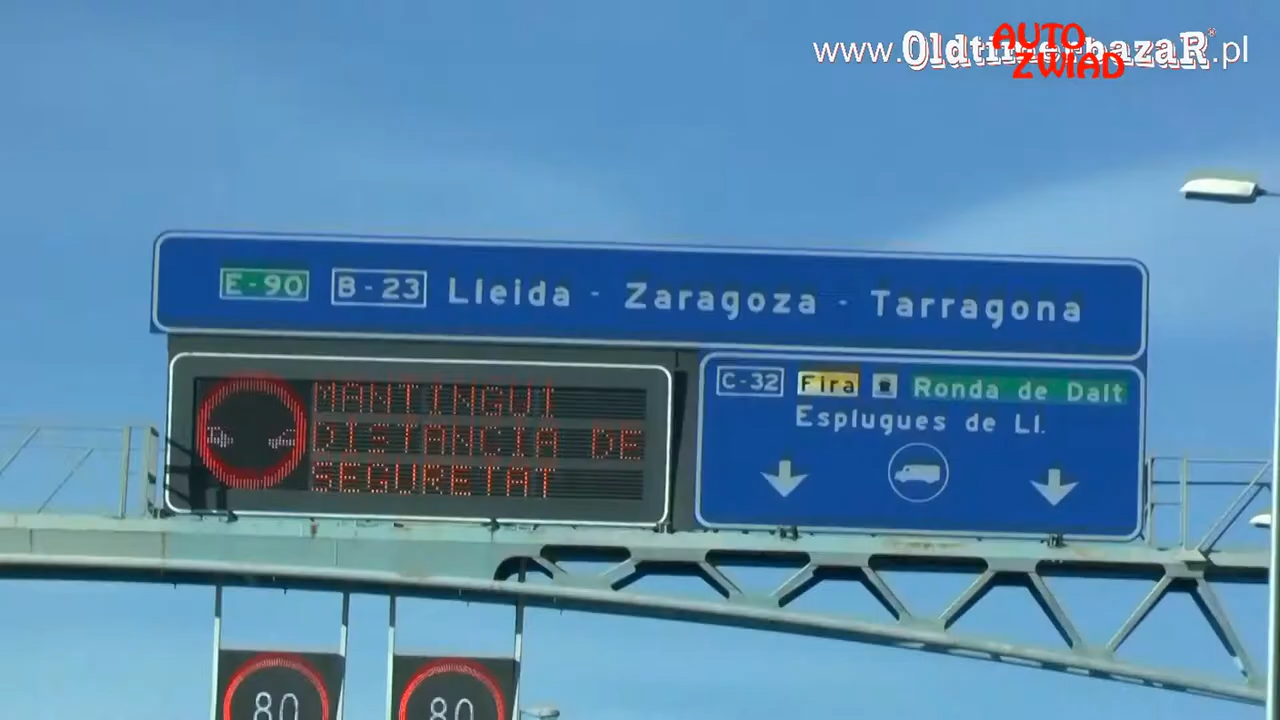 www.Oldtimerbazar.pl
AUTO
ZWIAD
E-90 B-23 Lleida - Zaragoza - Tarragona
MANTINGUI
DISTANCIA DE
SEGURETAT
C-32 Fira Ronda de Dalt
Esplugues de Ll.
80 80